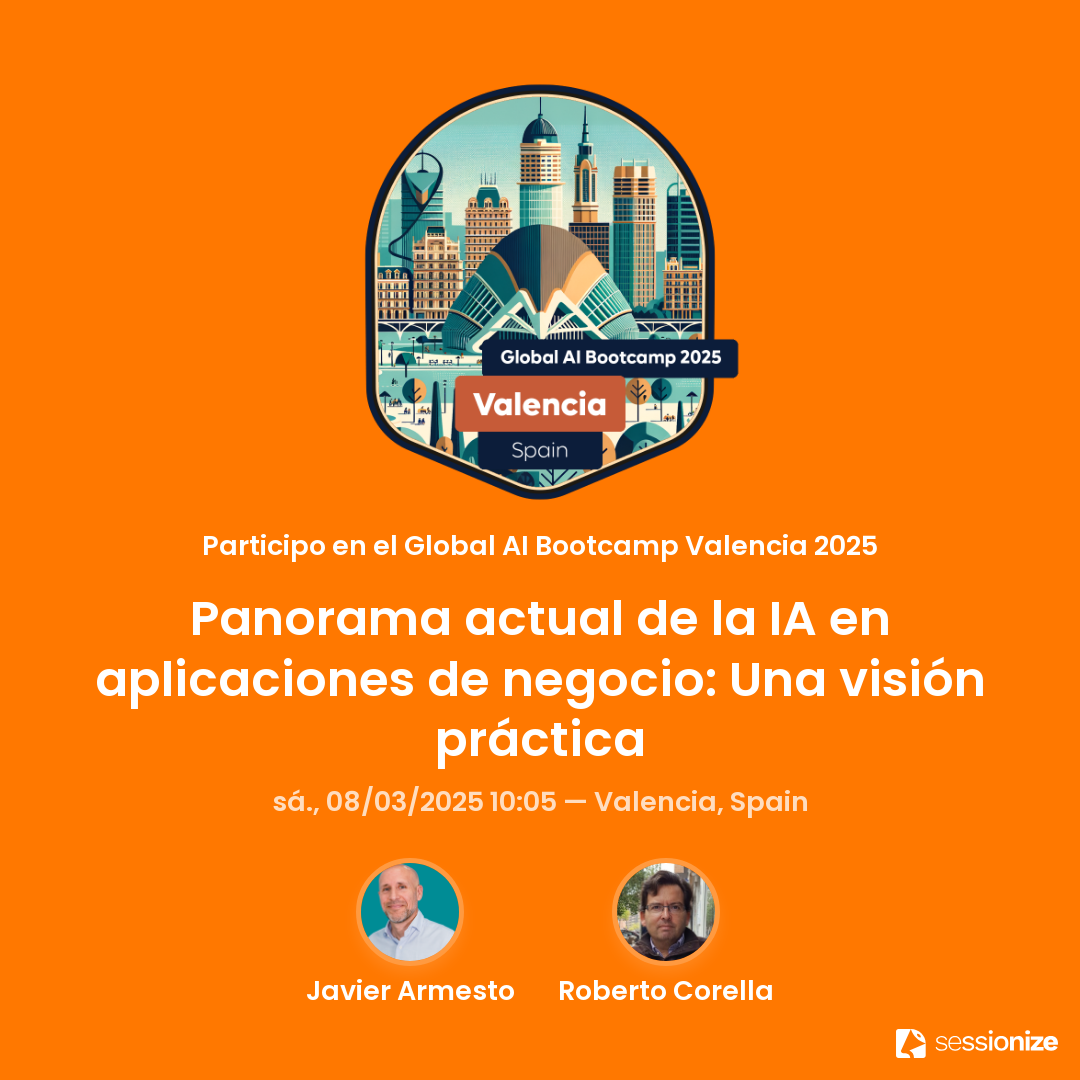 Global AI Bootcamp 2025
Valencia
Spain
Participo en el Global AI Bootcamp Valencia 2025
Panorama actual de la IA en
aplicaciones de negocio: Una visión
práctica
sá., 08/03/2025 10:05 — Valencia, Spain
Javier Armesto
Roberto Corella
sessionize